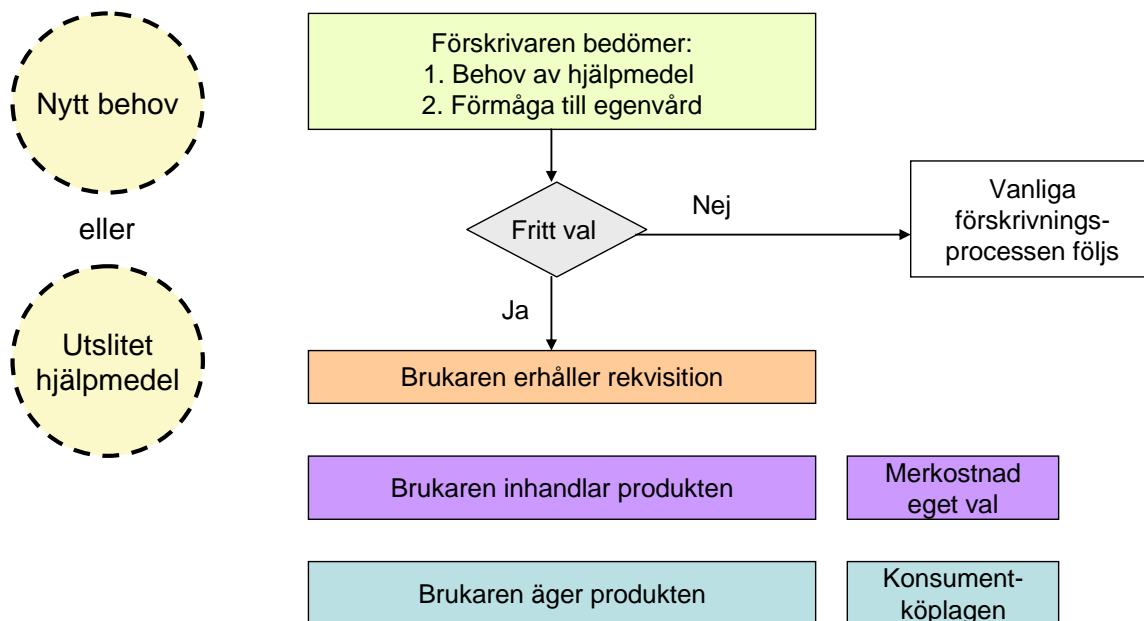 Nytt behov
eller
Utslitet
hjälpmedel
Förskrivaren bedömer:
1. Behov av hjälpmedel
2. Förmåga till egenvård
Fritt val
Nej
Vanliga
förskrivnings-
processen följs
Ja
Brukaren erhåller rekvisition
Brukaren inhandlar produkten
Merkostnad
eget val
Brukaren äger produkten
Konsument-
köplagen